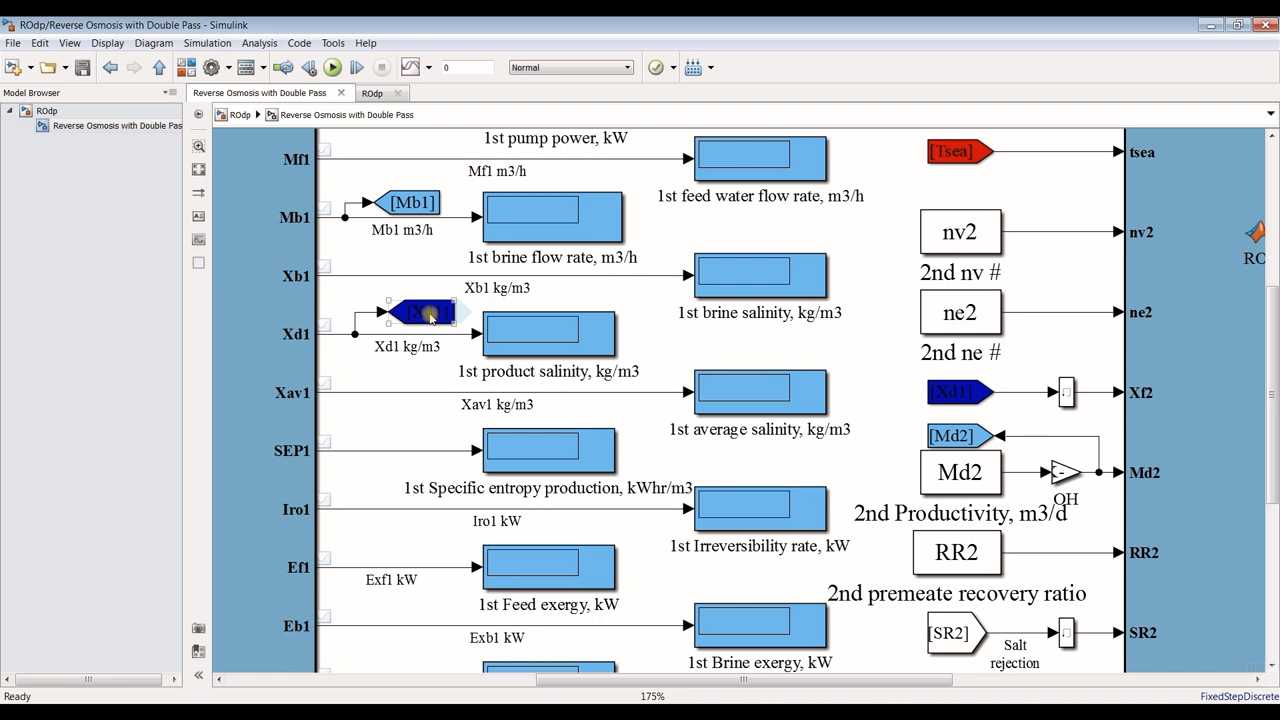 ROdp/Reverse Osmosis with Double Pass - Simulink
File Edit View Display Diagram Simulation Analysis Code Tools Help
0
Normal
Model Browser
Reverse Osmosis with Double Pass
ROdp
ROdp
Reverse Osmosis with Double Pas
ROdp
Reverse Osmosis with Double Pass
1st pump power, kW
Mf1
Mf1 m3/h
1st feed water flow rate, m3/h
[Mb1]
Mb1
Mb1 m3/h
1st brine flow rate, m3/h
Xb1
Xb1 kg/m3
1st brine salinity, kg/m3
Xd1
Xd1 kg/m3
1st product salinity, kg/m3
Xav1
Xav1 kg/m3
1st average salinity, kg/m3
SEP1
1st Specific entropy production, kWhr/m3
Iro1
Iro1 kW
1st Irreversibility rate, kW
Ef1
Exf1 kW
1st Feed exergy, kW
Eb1
Exb1 kW
1st Brine exergy, kW
[Tsea]
tsea
nv2
nv2
2nd nv #
ne2
ne2
2nd ne #
[Xd1]
Xf2
[Md2]
Md2
Md2
OH
2nd Productivity, m3/d
RR2
RR2
2nd premeate recovery ratio
[SR2]
SR2
Salt
rejection
RO
Ready
175%
FixedStepDiscrete